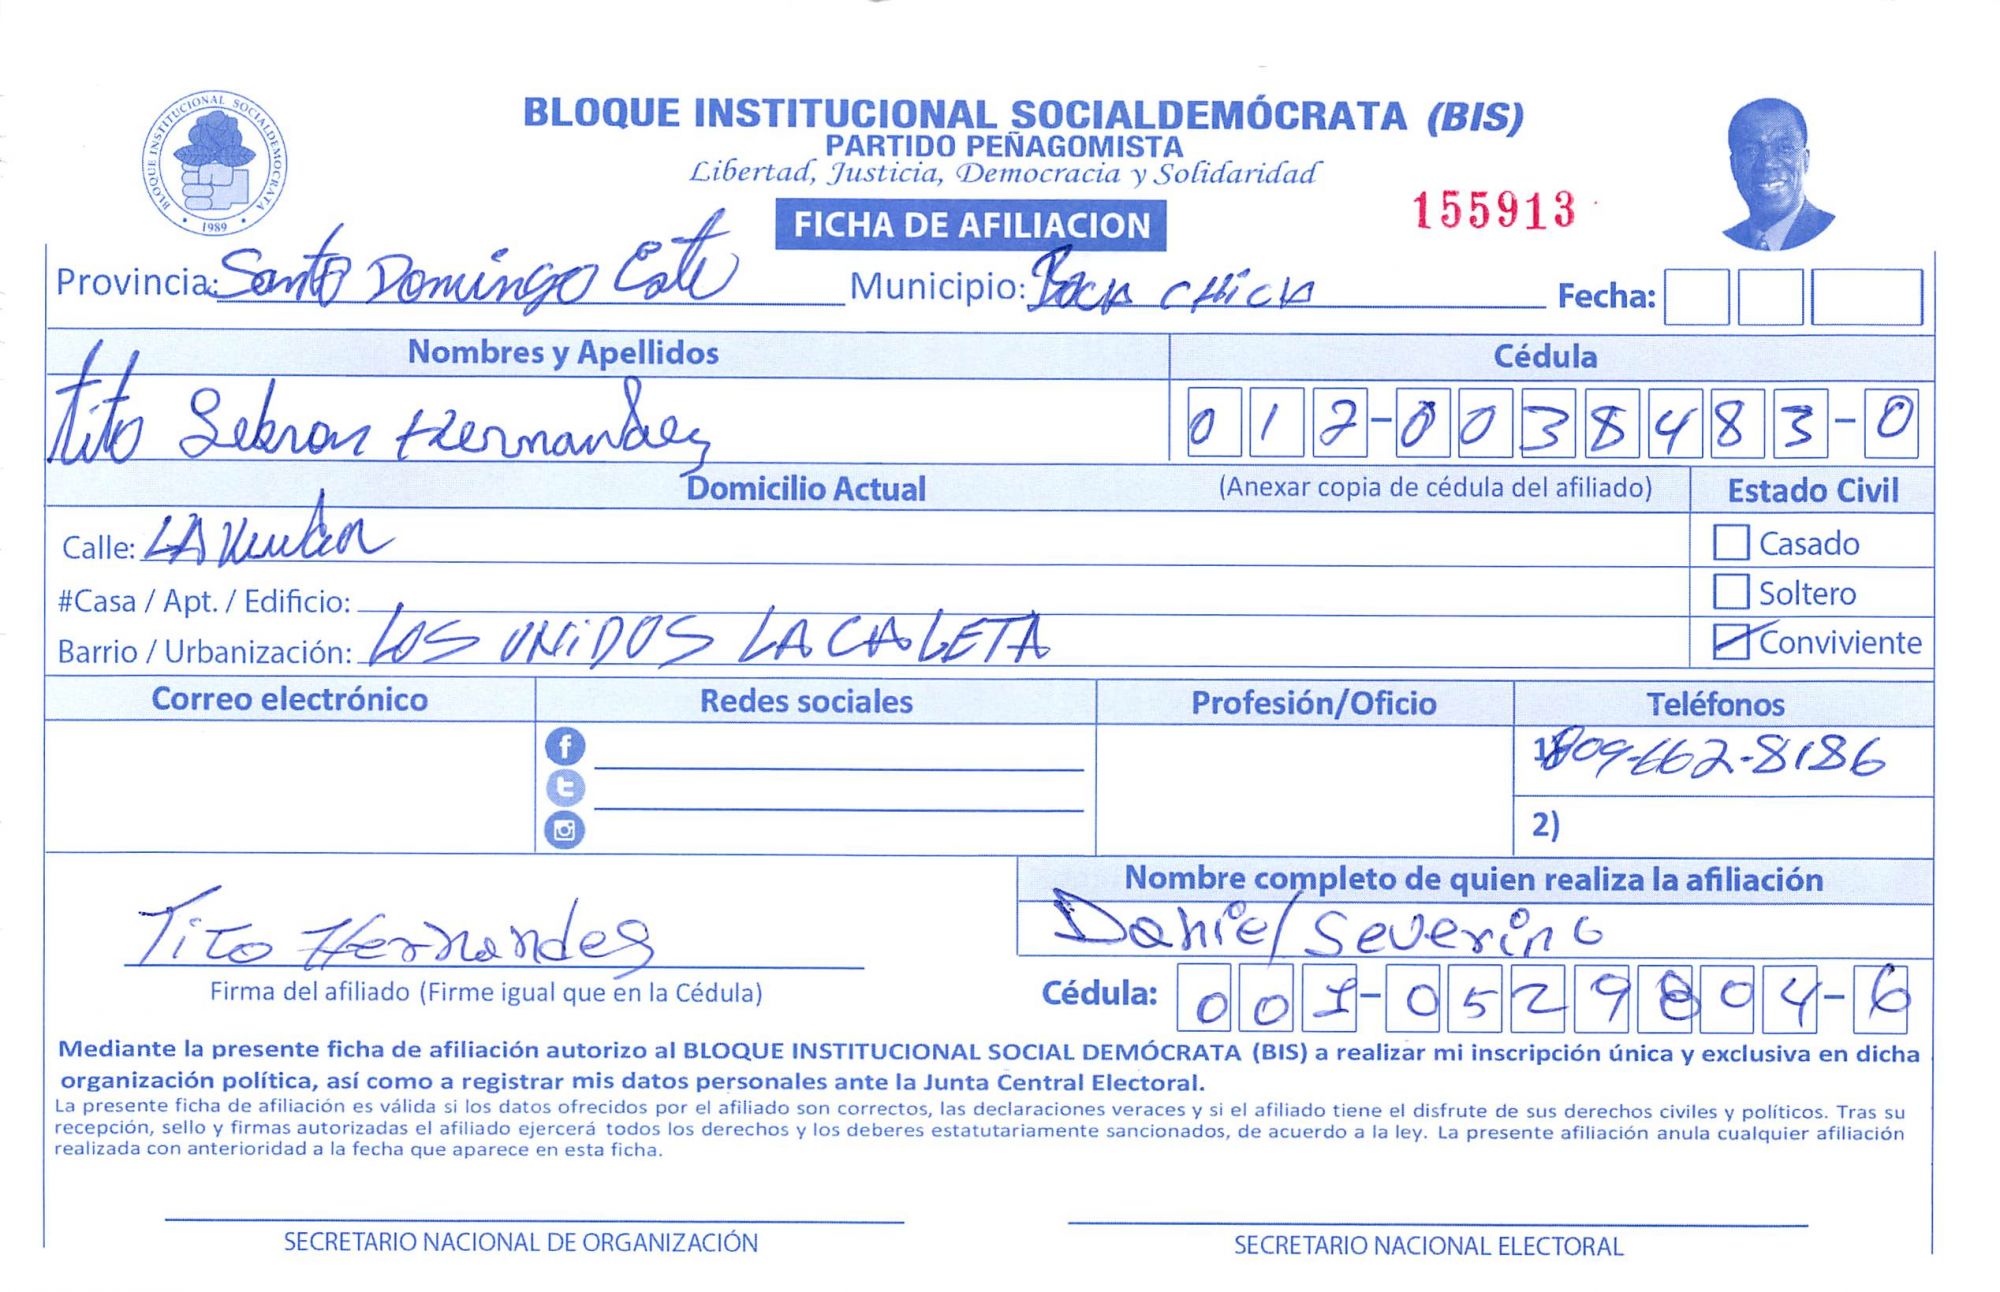 BLOQUE INSTITUCIONAL SOCIALDEMOCRATA
1989
BLOQUE INSTITUCIONAL SOCIALDEMÓCRATA (BIS)
PARTIDO PEÑAGOMISTA
Libertad, Justicia, Democracia y Solidaridad
FICHA DE AFILIACION
155913
Provincia: Santo Domingo Este Municipio: Boca CHICA Fecha:
Nombres y Apellidos Cédula
Tito Lebron Hernandez 012-0038483-0
Domicilio Actual (Anexar copia de cédula del afiliado) Estado Civil
Calle: LA Casado
#Casa / Apt. / Edificio: Soltero
Barrio / Urbanización: LOS UNiDOS LA CALETA Conviviente
Correo electrónico Redes sociales Profesión/Oficio Teléfonos
1) 809-662-8186
2)
Nombre completo de quien realiza la afiliación
Tito Hernandez Daniel Severino
Firma del afiliado (Firme igual que en la Cédula) Cédula: 001-0529804-6
Mediante la presente ficha de afiliación autorizo al BLOQUE INSTITUCIONAL SOCIAL DEMÓCRATA (BIS) a realizar mi inscripción única y exclusiva en dicha
organización política, así como a registrar mis datos personales ante la Junta Central Electoral.
La presente ficha de afiliación es válida si los datos ofrecidos por el afiliado son correctos, las declaraciones veraces y si el afiliado tiene el disfrute de sus derechos civiles y políticos. Tras su
recepción, sello y firmas autorizadas el afiliado ejercerá todos los derechos y los deberes estatutariamente sancionados, de acuerdo a la ley. La presente afiliación anula cualquier afiliación
realizada con anterioridad a la fecha que aparece en esta ficha.
SECRETARIO NACIONAL DE ORGANIZACIÓN SECRETARIO NACIONAL ELECTORAL